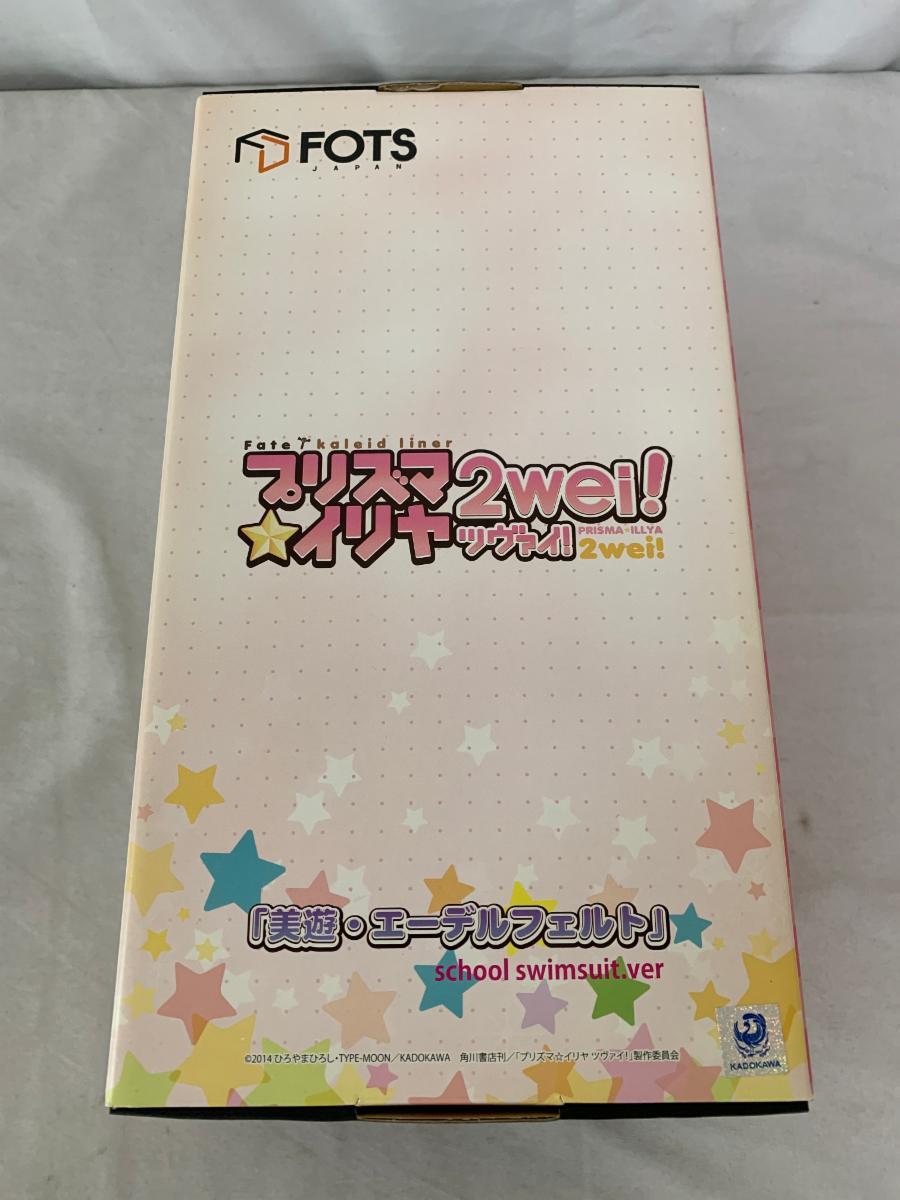 FOTS
JAPAN
Fate kaleid liner
プリズマ
☆イリヤ
2wei!
ツヴァイ!
PRISMA☆ILLYA
2wei!
「美遊・エーデルフェルト」
school swimsuit.ver
©2014 ひろやまひろし・TYPE-MOON／KADOKAWA 角川書店刊／「プリズマ☆イリヤ ツヴァイ!」製作委員会
KADOKAWA